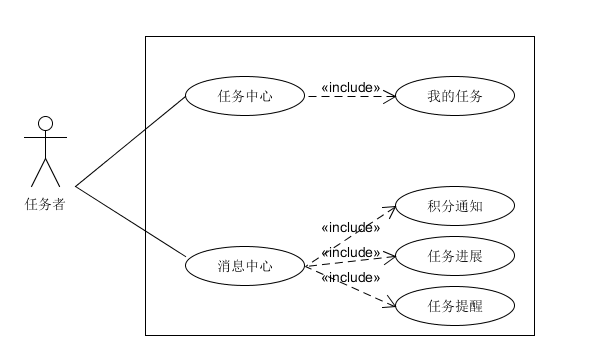 任务中心
«include»
我的任务
任务者
积分通知
«include»
«include»
任务进展
消息中心
«include»
任务提醒